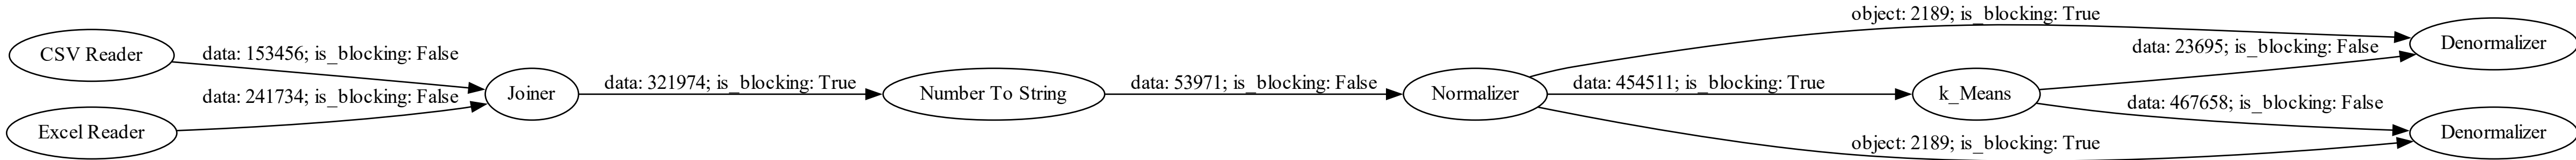 CSV Reader
data: 153456; is_blocking: False
Excel Reader
data: 241734; is_blocking: False
Joiner
data: 321974; is_blocking: True
Number To String
data: 53971; is_blocking: False
Normalizer
object: 2189; is_blocking: True
data: 454511; is_blocking: True
object: 2189; is_blocking: True
k_Means
data: 23695; is_blocking: False
data: 467658; is_blocking: False
Denormalizer
Denormalizer